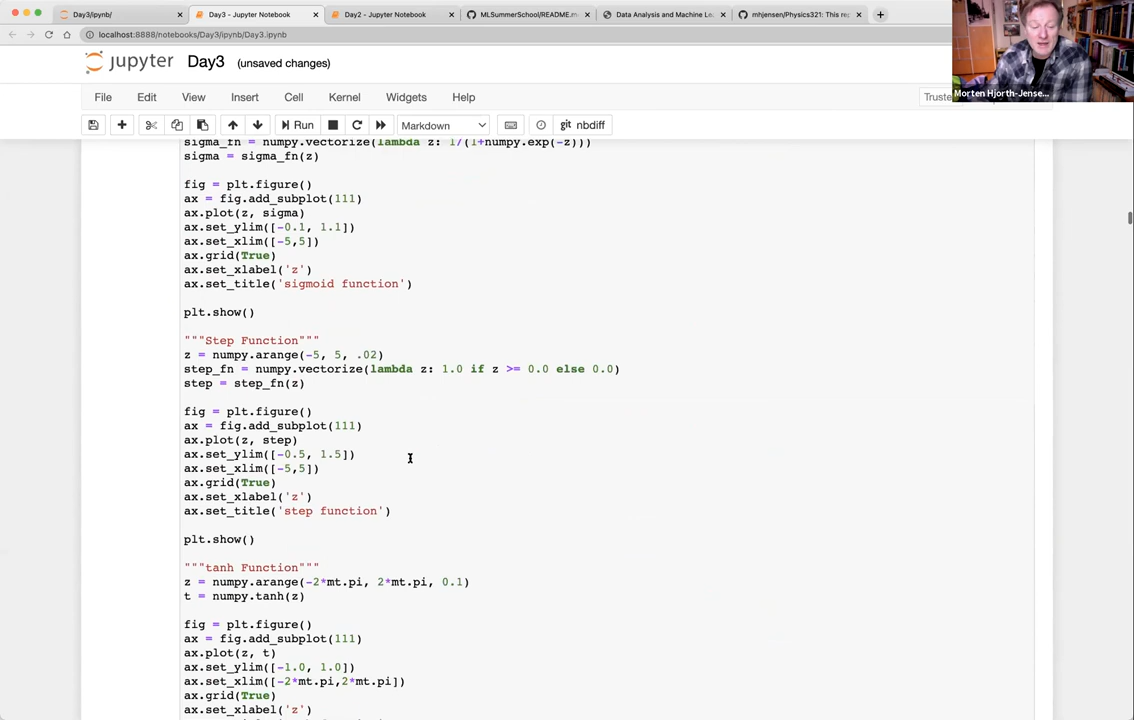 Day3/ipynb/
Day3 - Jupyter Notebook
Day2 - Jupyter Notebook
MLSummerSchool/README.m
Data Analysis and Machine Le
mhjensen/Physics321: This rep
localhost:8888/notebooks/Day3/ipynb/Day3.ipynb
jupyter Day3 (unsaved changes)
Morten Hjorth-Jense...
File Edit View Insert Cell Kernel Widgets Help
Truste
Run
Markdown
git nbdiff
sigma_fn = numpy.vectorize(lambda z: 1/(1+numpy.exp(-z)))
sigma = sigma_fn(z)
fig = plt.figure()
ax = fig.add_subplot(111)
ax.plot(z, sigma)
ax.set_ylim([-0.1, 1.1])
ax.set_xlim([-5,5])
ax.grid(True)
ax.set_xlabel('z')
ax.set_title('sigmoid function')
plt.show()
"""Step Function"""
z = numpy.arange(-5, 5, .02)
step_fn = numpy.vectorize(lambda z: 1.0 if z >= 0.0 else 0.0)
step = step_fn(z)
fig = plt.figure()
ax = fig.add_subplot(111)
ax.plot(z, step)
ax.set_ylim([-0.5, 1.5])
ax.set_xlim([-5,5])
ax.grid(True)
ax.set_xlabel('z')
ax.set_title('step function')
plt.show()
"""tanh Function"""
z = numpy.arange(-2*mt.pi, 2*mt.pi, 0.1)
t = numpy.tanh(z)
fig = plt.figure()
ax = fig.add_subplot(111)
ax.plot(z, t)
ax.set_ylim([-1.0, 1.0])
ax.set_xlim([-2*mt.pi,2*mt.pi])
ax.grid(True)
ax.set_xlabel('z')